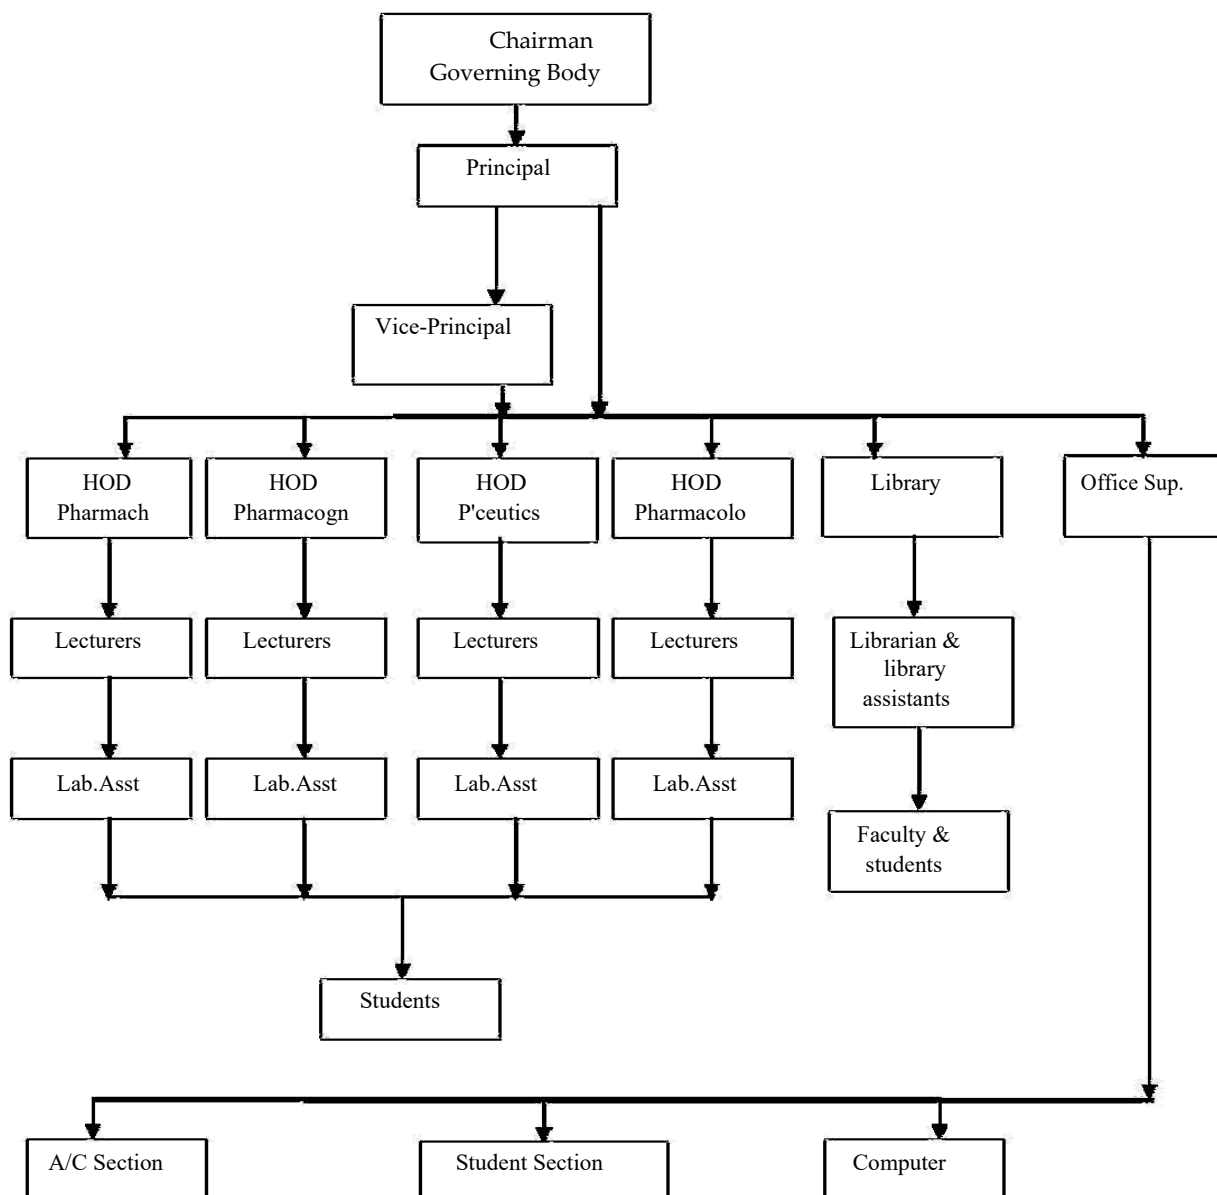 Chairman
Governing Body
Principal
Vice-Principal
HOD
Pharmach
HOD
Pharmacogn
HOD
P'ceutics
HOD
Pharmacolo
Library
Office Sup.
Lecturers
Lecturers
Lecturers
Lecturers
Librarian &
library
assistants
Lab.Asst
Lab.Asst
Lab.Asst
Lab.Asst
Faculty &
students
Students
A/C Section
Student Section
Computer